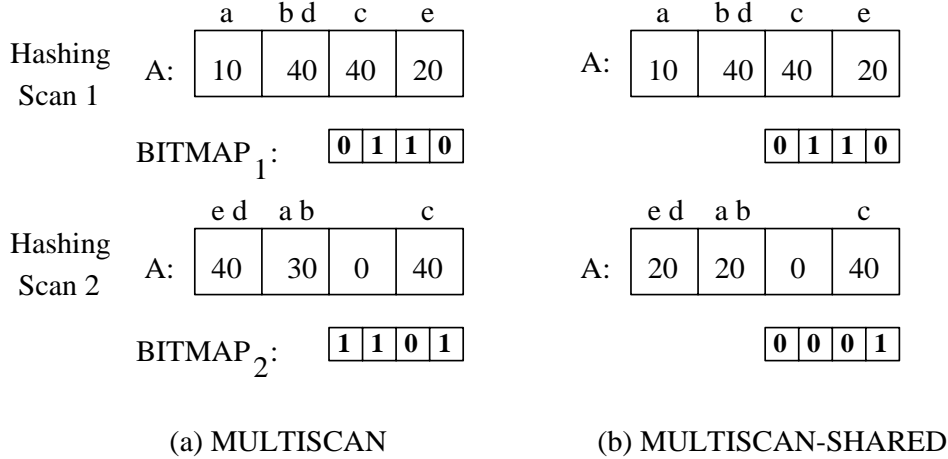 a b d c e a b d c e
Hashing Scan 1 A: 10 40 40 20 A: 10 40 40 20
BITMAP1: 0 1 1 0 0 1 1 0
e d a b c e d a b c
Hashing Scan 2 A: 40 30 0 40 A: 20 20 0 40
BITMAP2: 1 1 0 1 0 0 0 1
(a) MULTISCAN (b) MULTISCAN-SHARED